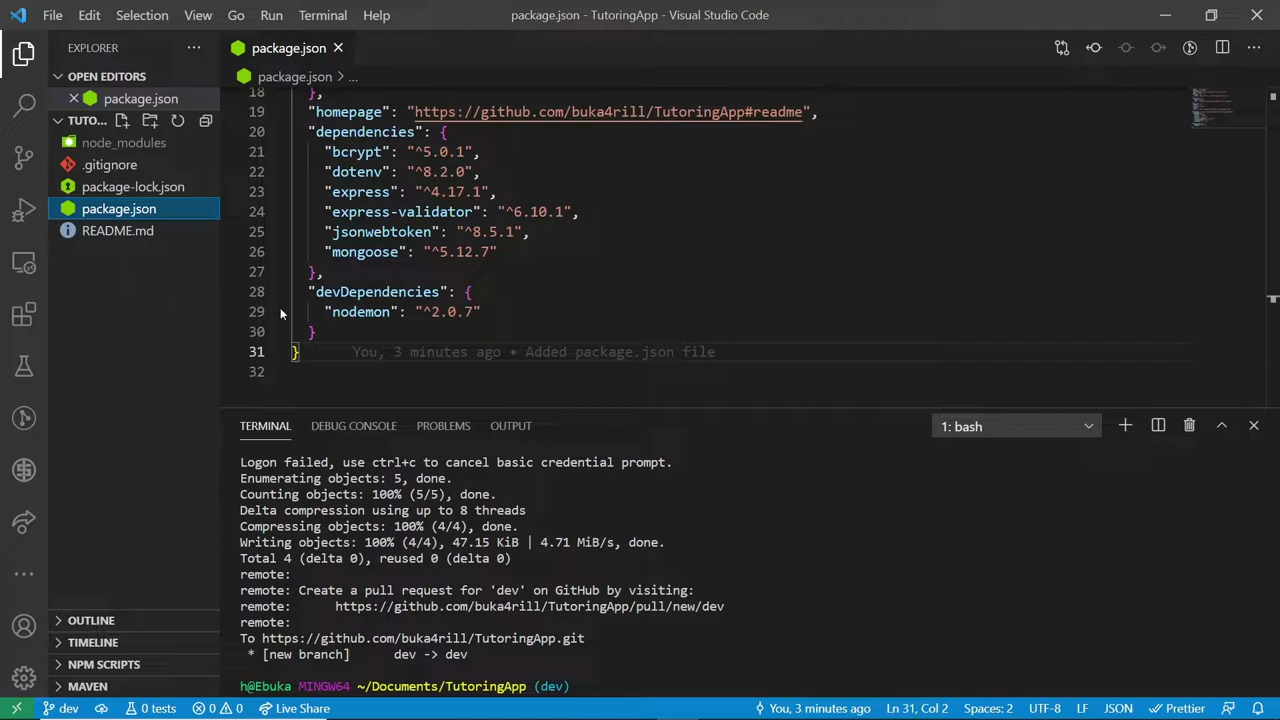 File Edit Selection View Go Run Terminal Help
package.json - TutoringApp - Visual Studio Code
EXPLORER
OPEN EDITORS
package.json
TUTO...
node_modules
.gitignore
package-lock.json
package.json
README.md
OUTLINE
TIMELINE
NPM SCRIPTS
MAVEN
package.json
package.json > ...
18 },
19 "homepage": "https://github.com/buka4rill/TutoringApp#readme",
20 "dependencies": {
21 "bcrypt": "^5.0.1",
22 "dotenv": "^8.2.0",
23 "express": "^4.17.1",
24 "express-validator": "^6.10.1",
25 "jsonwebtoken": "^8.5.1",
26 "mongoose": "^5.12.7"
27 },
28 "devDependencies": {
29 "nodemon": "^2.0.7"
30 }
31 } You, 3 minutes ago • Added package.json file
32
TERMINAL DEBUG CONSOLE PROBLEMS OUTPUT
1: bash
Logon failed, use ctrl+c to cancel basic credential prompt.
Enumerating objects: 5, done.
Counting objects: 100% (5/5), done.
Delta compression using up to 8 threads
Compressing objects: 100% (4/4), done.
Writing objects: 100% (4/4), 47.15 KiB | 4.71 MiB/s, done.
Total 4 (delta 0), reused 0 (delta 0)
remote:
remote: Create a pull request for 'dev' on GitHub by visiting:
remote: https://github.com/buka4rill/TutoringApp/pull/new/dev
remote:
To https://github.com/buka4rill/TutoringApp.git
* [new branch] dev -> dev
h@Ebuka MINGW64 ~/Documents/TutoringApp (dev)
dev 0 tests 0 0 Live Share You, 3 minutes ago Ln 31, Col 2 Spaces: 2 UTF-8 LF JSON Prettier